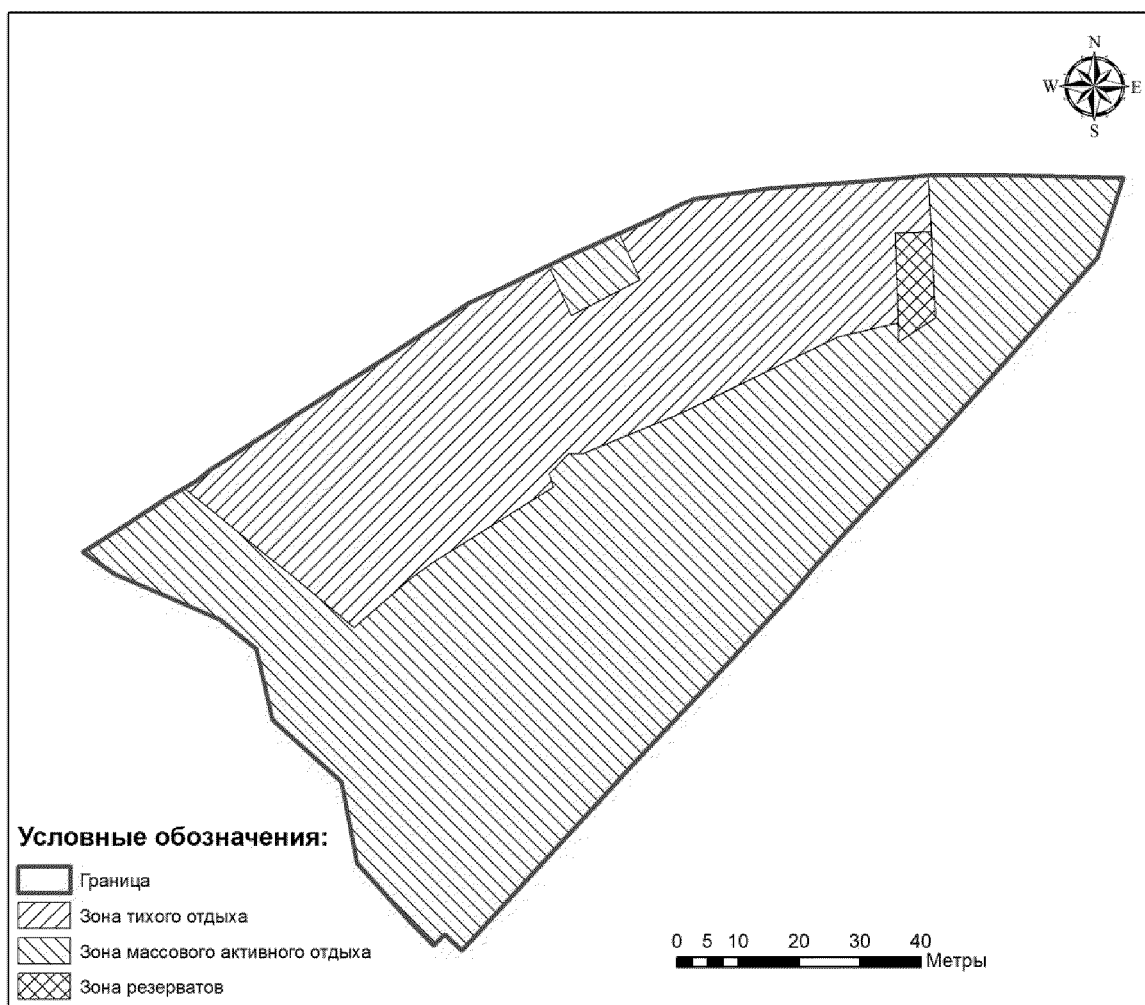 N
W E
S
Условные обозначения:
Граница
Зона тихого отдыха
Зона массового активного отдыха
Зона резерватов
0 5 10 20 30 40
Метры